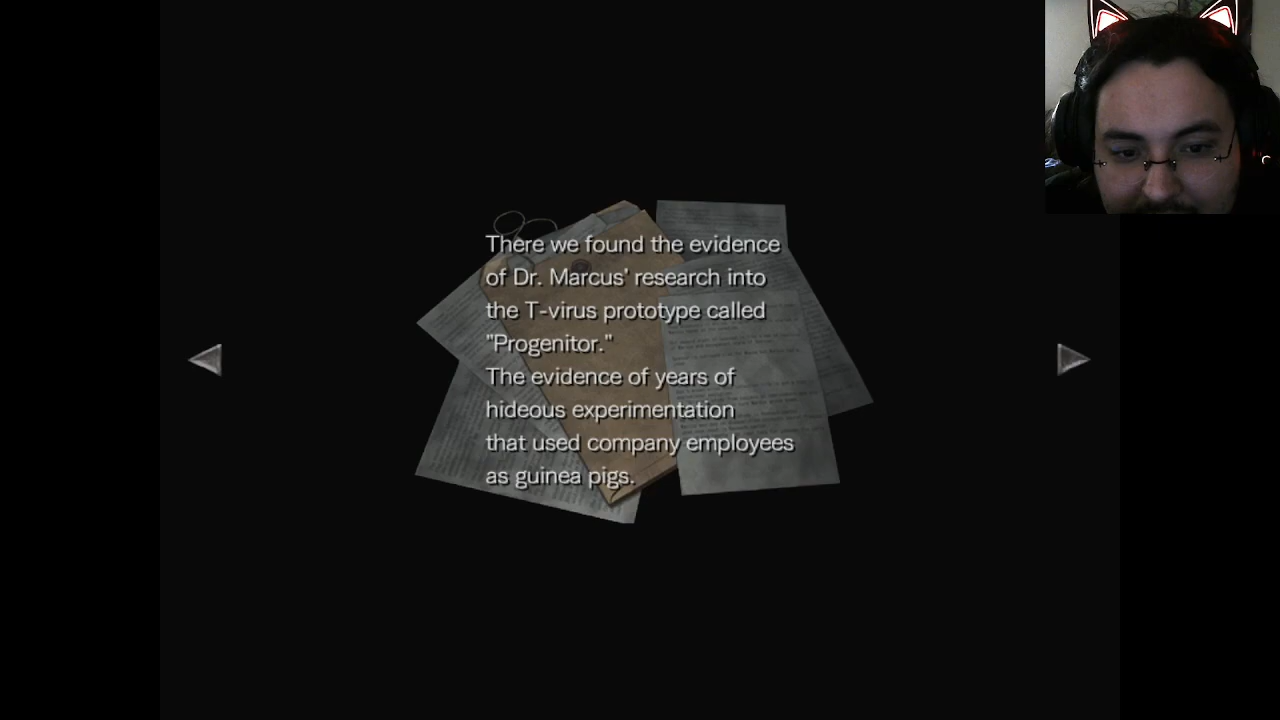 There we found the evidence
of Dr. Marcus' research into
the T-virus prototype called
"Progenitor."
The evidence of years of
hideous experimentation
that used company employees
as guinea pigs.